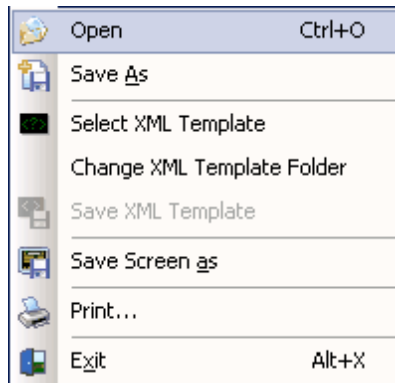 Open Ctrl+O
Save As
Select XML Template
Change XML Template Folder
Save XML Template
Save Screen as
Print...
Exit Alt+X